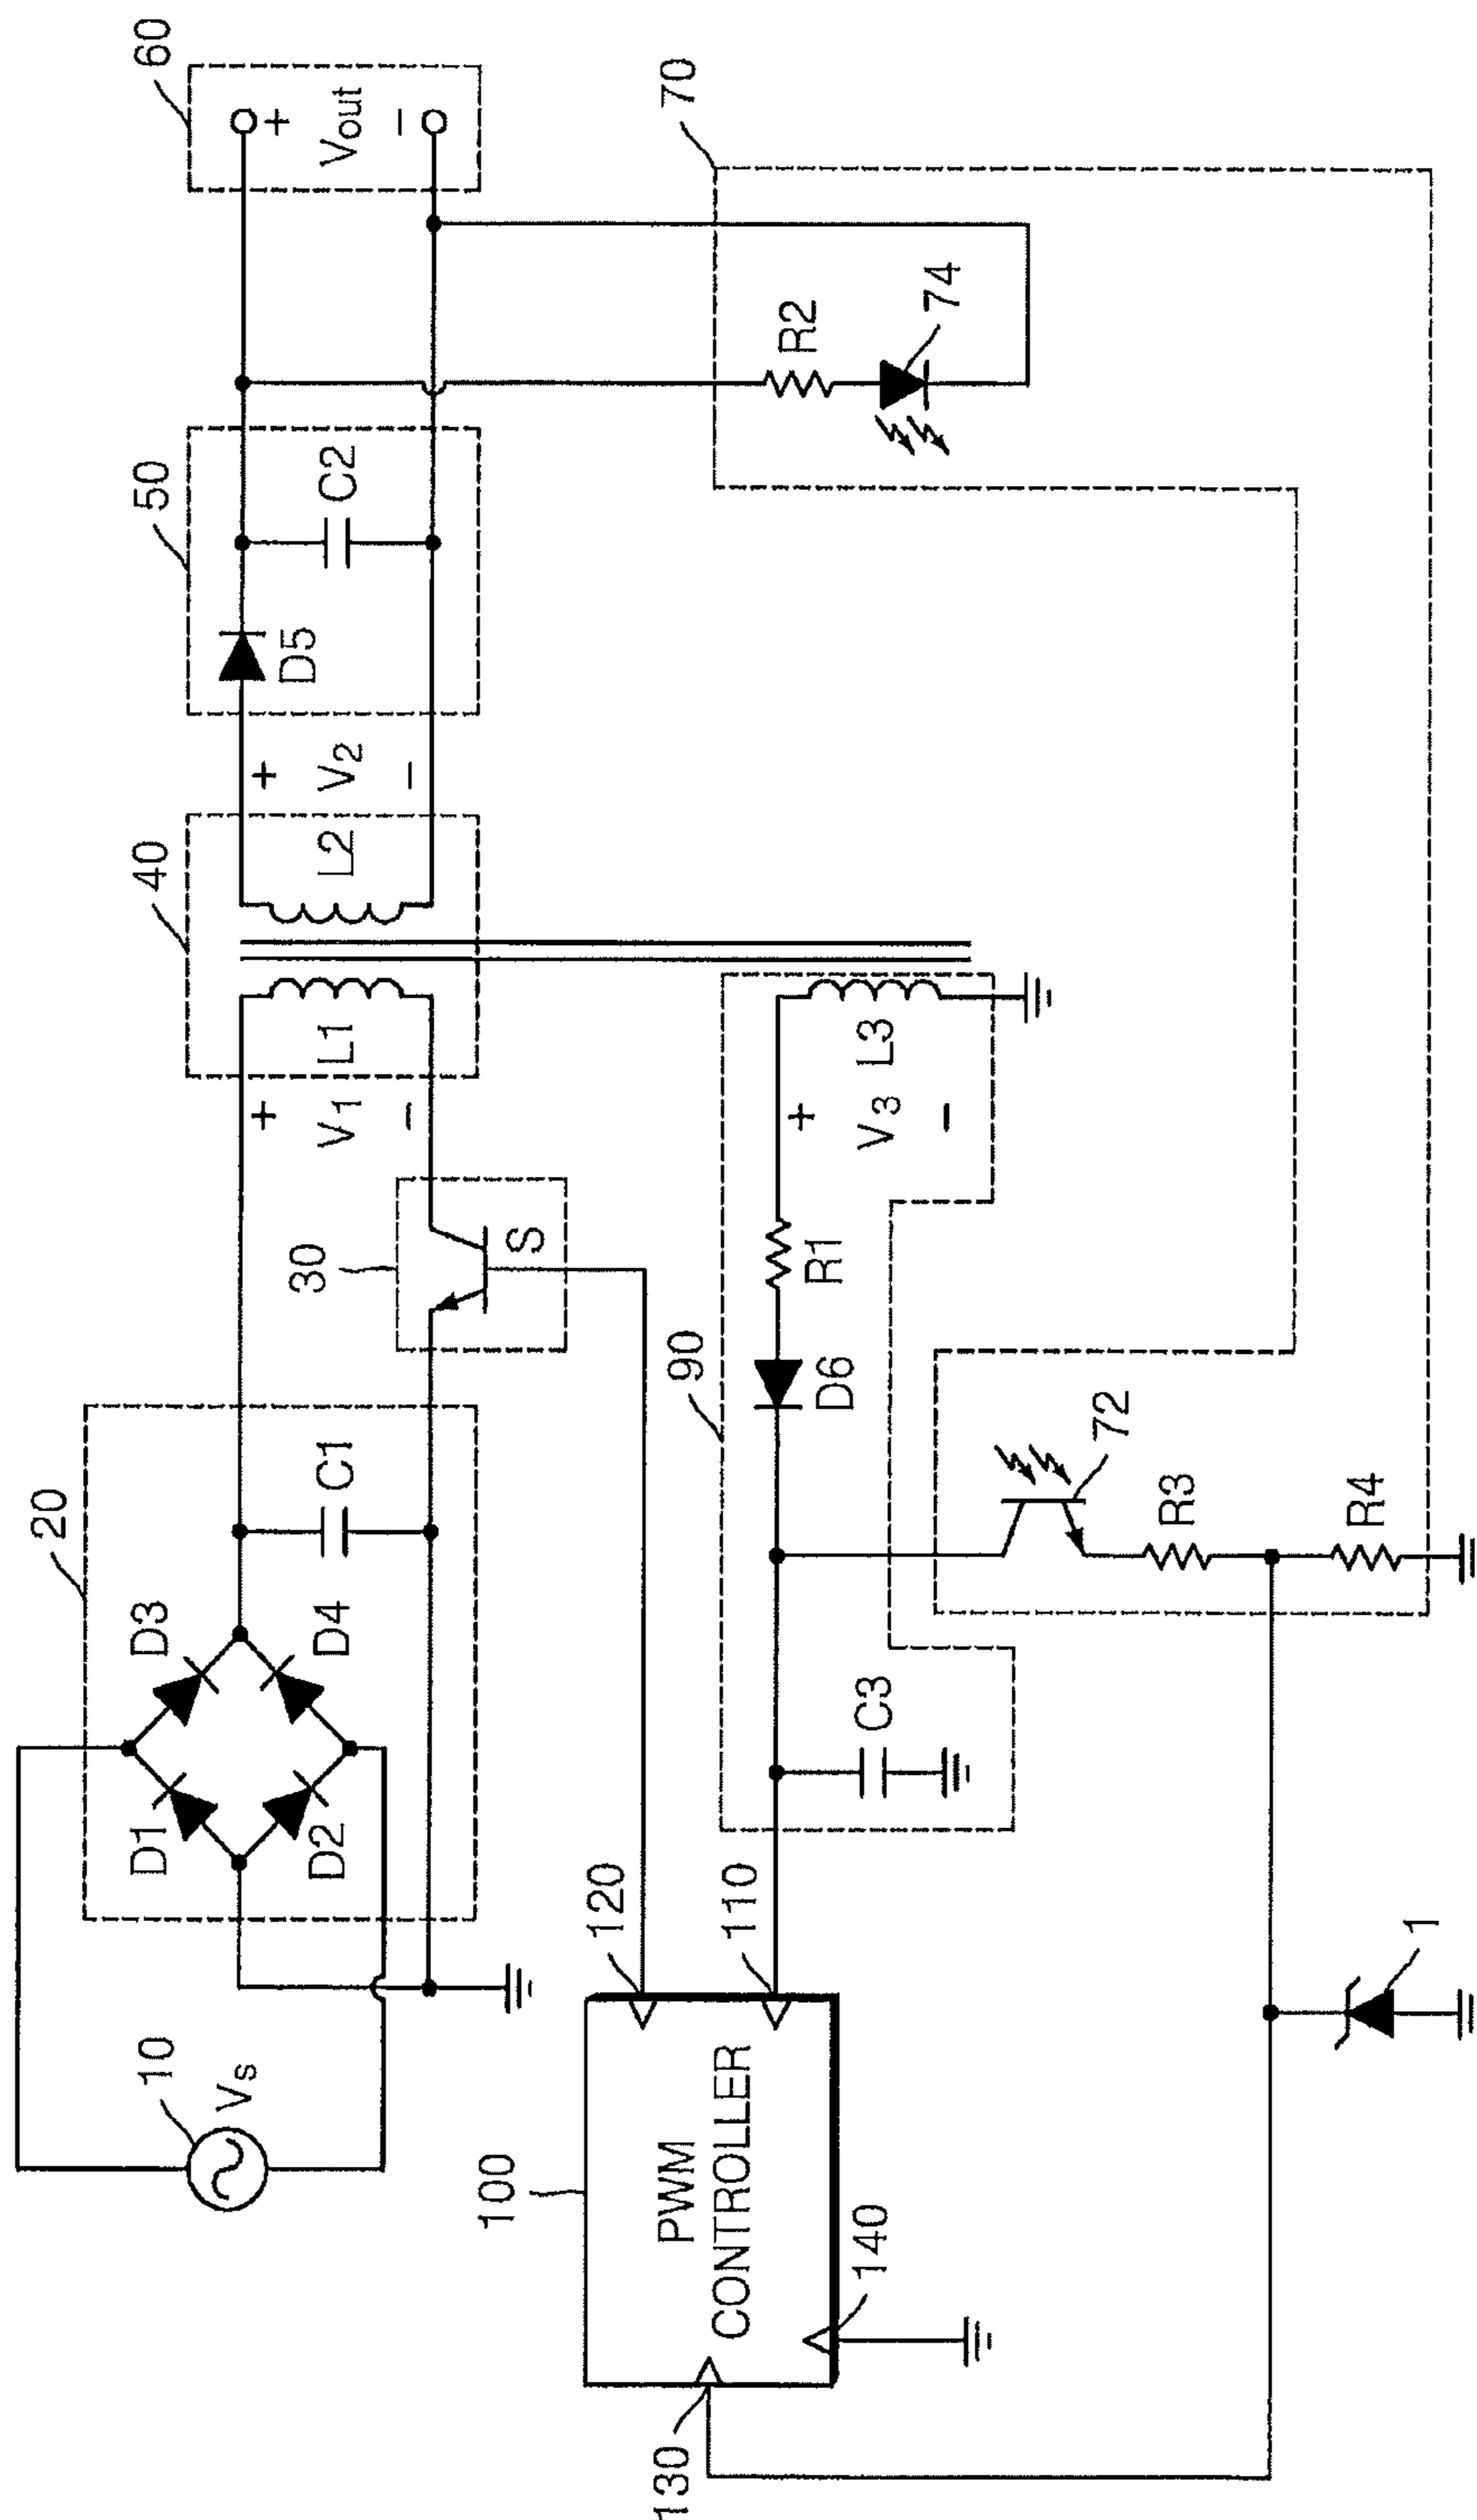 10
Vs
20
D1
D3
D2
D4
C1
30
S
40
+
V1
−
L1
L2
+
V2
−
50
D5
C2
60
+
Vout
−
100
PWM
CONTROLLER
120
110
130
140
90
C3
D6
R1
+
V3
−
L3
70
R2
74
72
R3
R4
1